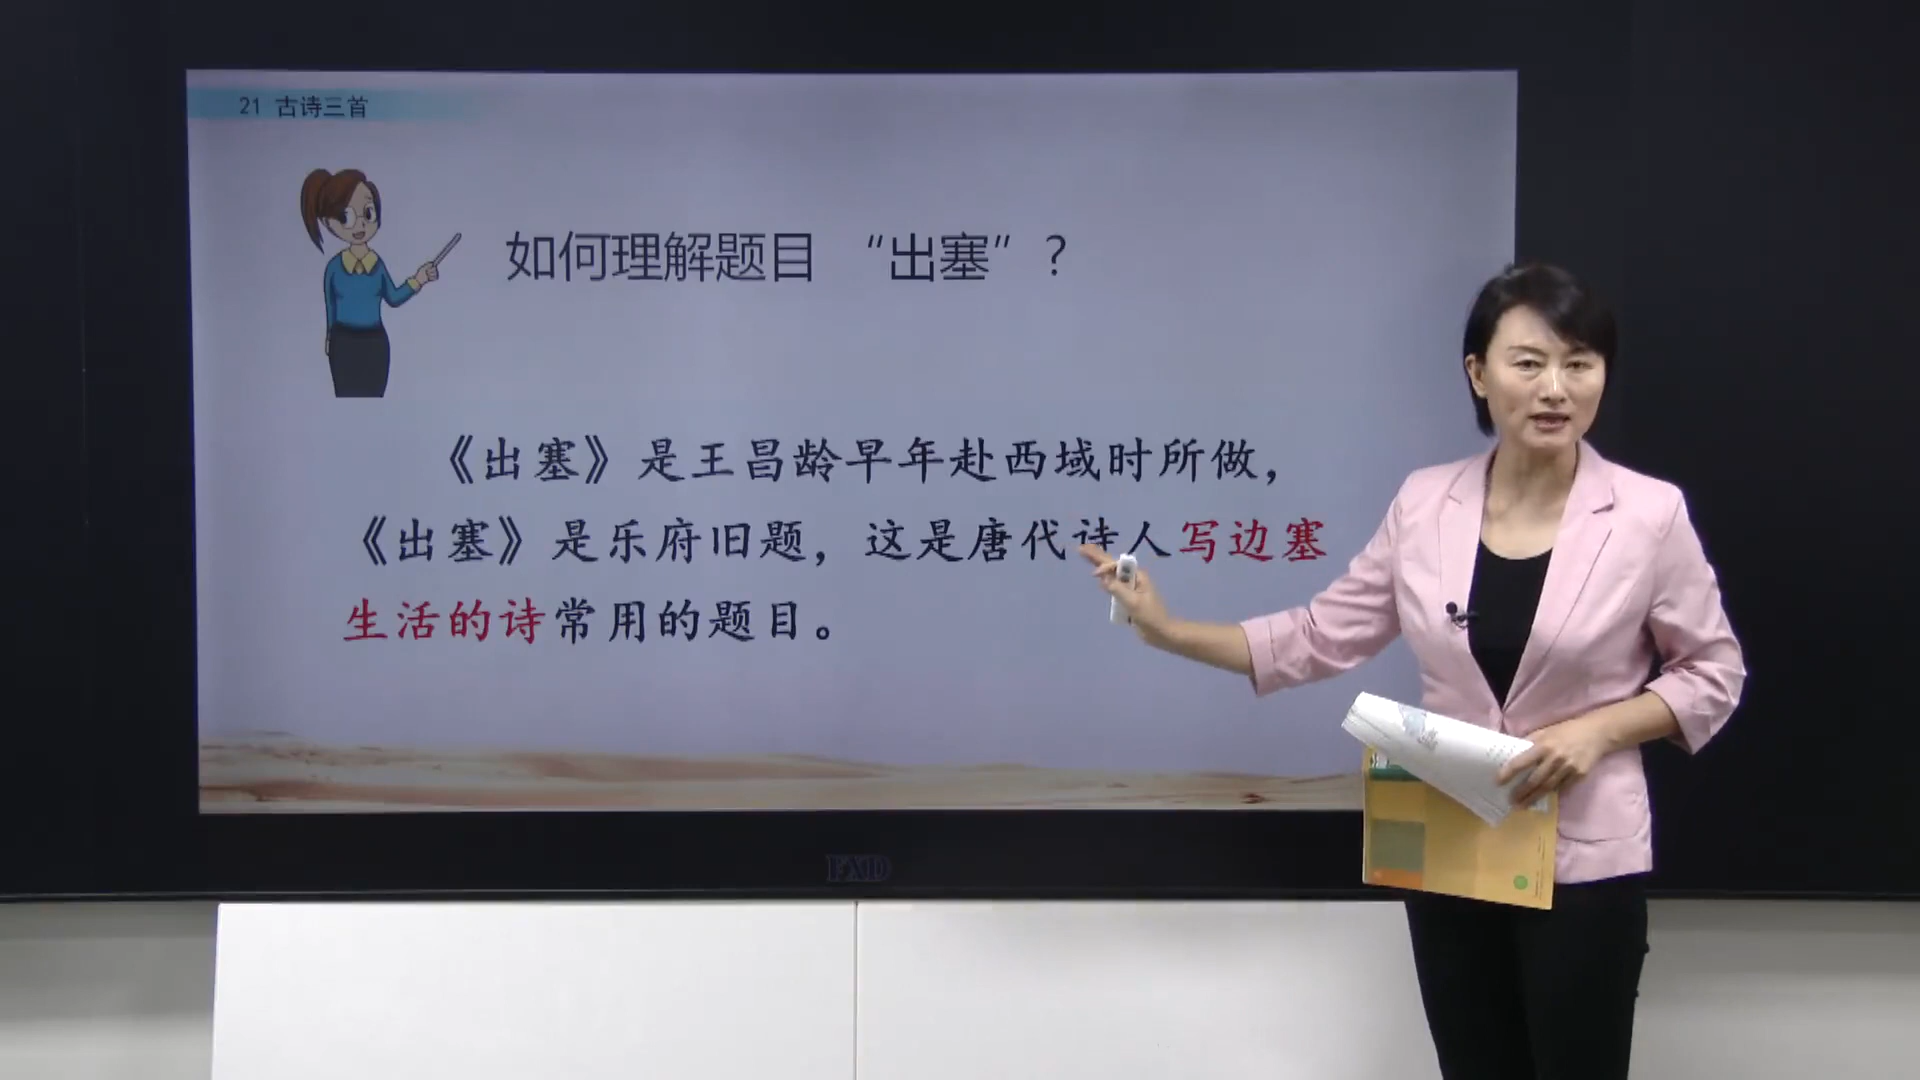 21 古诗三首
如何理解题目 “出塞”？
《出塞》是王昌龄早年赴西域时所做，
《出塞》是乐府旧题，这是唐代诗人写边塞
生活的诗常用的题目。
FXD